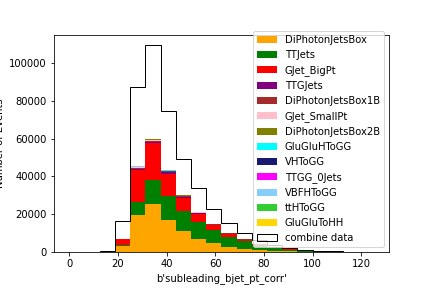 100000
80000
60000
40000
20000
0
Number of Events
0 20 40 60 80 100 120
b'subleading_bjet_pt_corr'
DiPhotonJetsBox
TTJets
GJet_BigPt
TTGJets
DiPhotonJetsBox1B
GJet_SmallPt
DiPhotonJetsBox2B
GluGluHToGG
VHToGG
TTGG_0Jets
VBFHToGG
ttHToGG
GluGluToHH
combine data